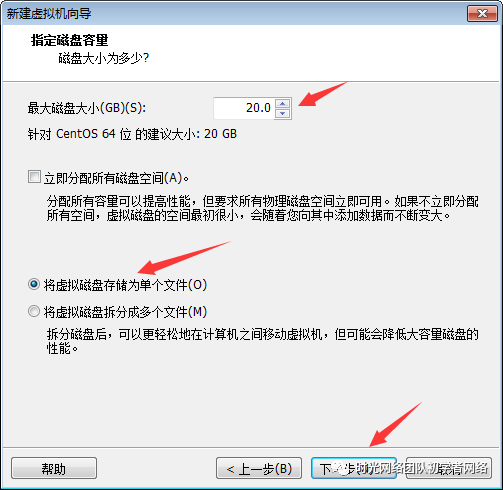 新建虚拟机向导
指定磁盘容量
磁盘大小为多少?
最大磁盘大小(GB)(S):
20.0
针对 CentOS 64 位 的建议大小: 20 GB
立即分配所有磁盘空间(A)。
分配所有容量可以提高性能，但要求所有物理磁盘空间立即可用。如果不立即分配
所有空间，虚拟磁盘的空间最初很小，会随着您向其中添加数据而不断变大。
将虚拟磁盘存储为单个文件(O)
将虚拟磁盘拆分成多个文件(M)
拆分磁盘后，可以更轻松地在计算机之间移动虚拟机，但可能会降低大容量磁盘的
性能。
帮助
< 上一步(B)
下一步
取消
时光网络团队初学者网络